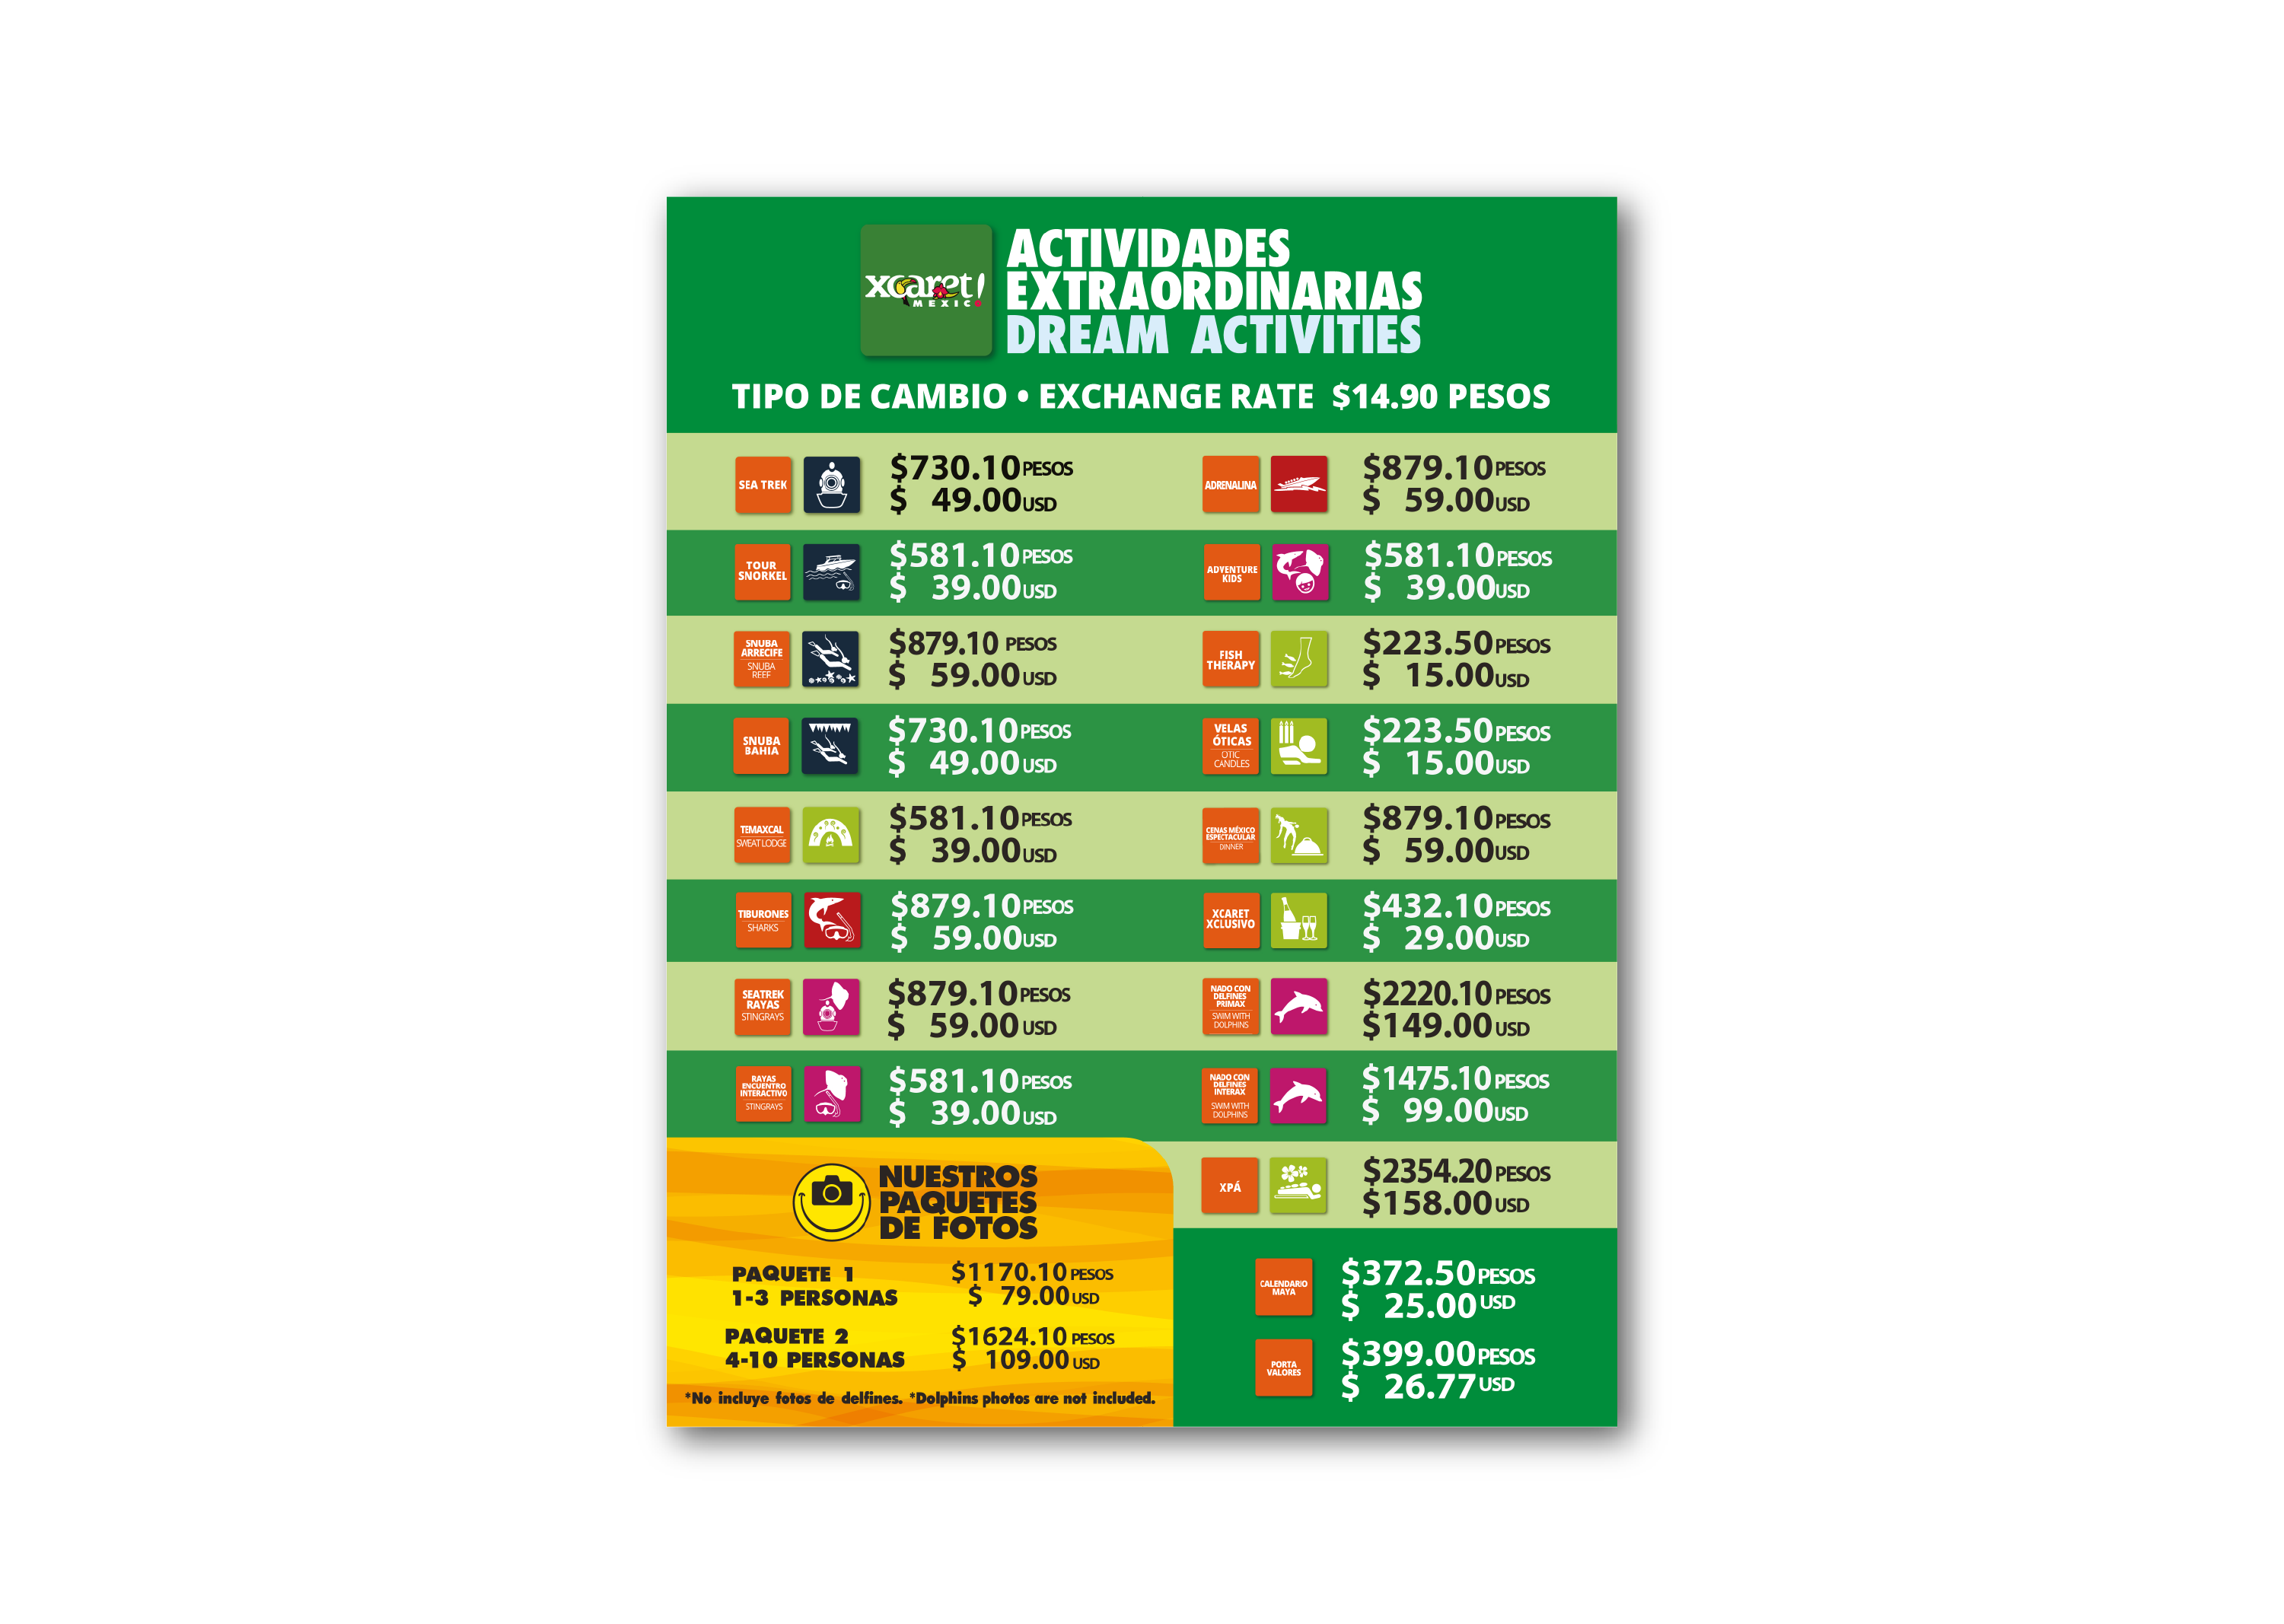 xcaret!
MEXICO
ACTIVIDADES
EXTRAORDINARIAS
DREAM ACTIVITIES
TIPO DE CAMBIO • EXCHANGE RATE $14.90 PESOS
SEA TREK
$730.10 PESOS
$ 49.00 USD
ADRENALINA
$879.10 PESOS
$ 59.00 USD
TOUR
SNORKEL
$581.10 PESOS
$ 39.00 USD
ADVENTURE
KIDS
$581.10 PESOS
$ 39.00 USD
SNUBA
ARRECIFE
SNUBA
REEF
$879.10 PESOS
$ 59.00 USD
FISH
THERAPY
$223.50 PESOS
$ 15.00 USD
SNUBA
BAHIA
$730.10 PESOS
$ 49.00 USD
VELAS
ÓTICAS
OTIC
CANDLES
$223.50 PESOS
$ 15.00 USD
TEMAXCAL
SWEAT LODGE
$581.10 PESOS
$ 39.00 USD
CENAS MÉXICO
ESPECTACULAR
DINNER
$879.10 PESOS
$ 59.00 USD
TIBURONES
SHARKS
$879.10 PESOS
$ 59.00 USD
XCARET
XCLUSIVO
$432.10 PESOS
$ 29.00 USD
SEATREK
RAYAS
STINGRAYS
$879.10 PESOS
$ 59.00 USD
NADO CON
DELFINES
PRIMAX
SWIM WITH
DOLPHINS
$2220.10 PESOS
$149.00 USD
RAYAS
ENCUENTRO
INTERACTIVO
STINGRAYS
$581.10 PESOS
$ 39.00 USD
NADO CON
DELFINES
INTERAX
SWIM WITH
DOLPHINS
$1475.10 PESOS
$ 99.00 USD
XPÁ
$2354.20 PESOS
$158.00 USD
NUESTROS
PAQUETES
DE FOTOS
PAQUETE 1
1-3 PERSONAS
$1170.10 PESOS
$ 79.00 USD
PAQUETE 2
4-10 PERSONAS
$1624.10 PESOS
$ 109.00 USD
*No incluye fotos de delfines. *Dolphins photos are not included.
CALENDARIO
MAYA
$372.50 PESOS
$ 25.00 USD
PORTA
VALORES
$399.00 PESOS
$ 26.77 USD